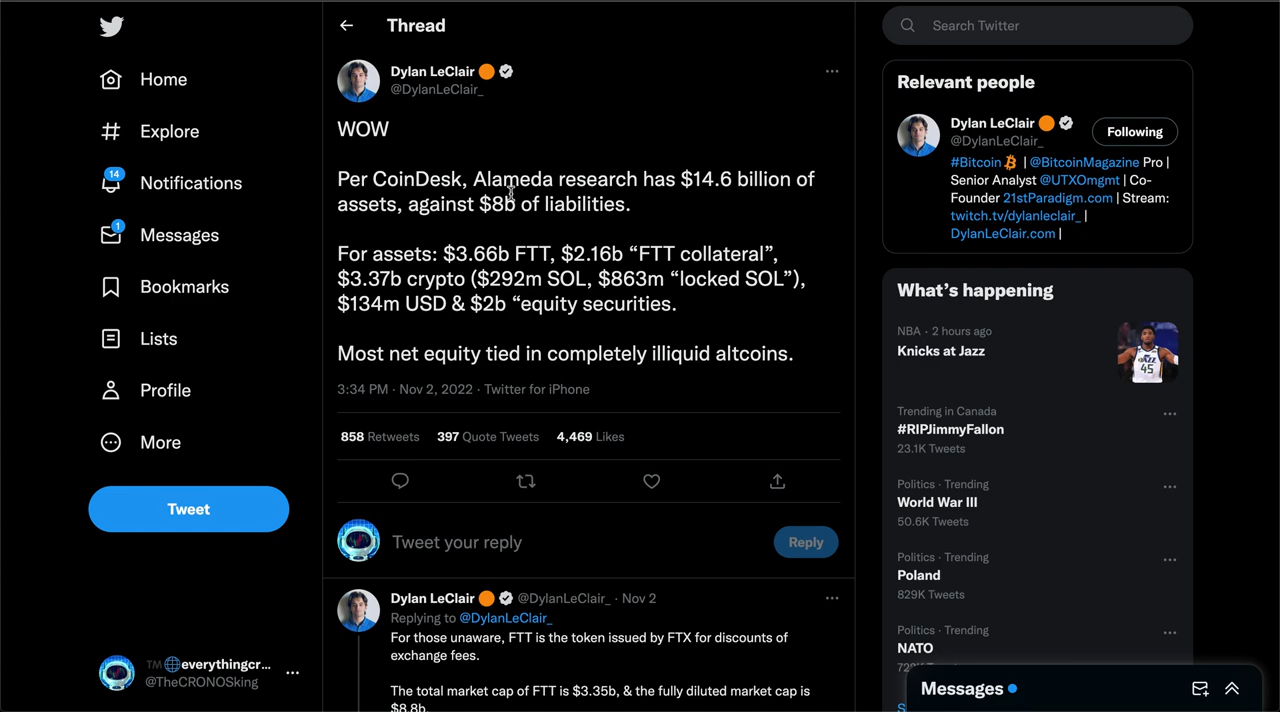 Home
Explore
14
Notifications
1
Messages
Bookmarks
Lists
Profile
More
Tweet
TM everythingcr...
@TheCRONOSking
Thread
Dylan LeClair
@DylanLeClair_
WOW
Per CoinDesk, Alameda research has $14.6 billion of
assets, against $8b of liabilities.
For assets: $3.66b FTT, $2.16b “FTT collateral”,
$3.37b crypto ($292m SOL, $863m “locked SOL”),
$134m USD & $2b “equity securities.
Most net equity tied in completely illiquid altcoins.
3:34 PM · Nov 2, 2022 · Twitter for iPhone
858 Retweets 397 Quote Tweets 4,469 Likes
Tweet your reply
Reply
Dylan LeClair @DylanLeClair_ · Nov 2
Replying to @DylanLeClair_
For those unaware, FTT is the token issued by FTX for discounts of
exchange fees.
The total market cap of FTT is $3.35b, & the fully diluted market cap is
$8.8b.
Search Twitter
Relevant people
Dylan LeClair
@DylanLeClair_
Following
#Bitcoin | @BitcoinMagazine Pro |
Senior Analyst @UTXOmgmt | Co-
Founder 21stParadigm.com | Stream:
twitch.tv/dylanleclair_ |
DylanLeClair.com |
What’s happening
NBA · 2 hours ago
Knicks at Jazz
JAZZ
45
Trending in Canada
#RIPJimmyFallon
23.1K Tweets
Politics · Trending
World War III
50.6K Tweets
Politics · Trending
Poland
829K Tweets
Politics · Trending
NATO
Messages